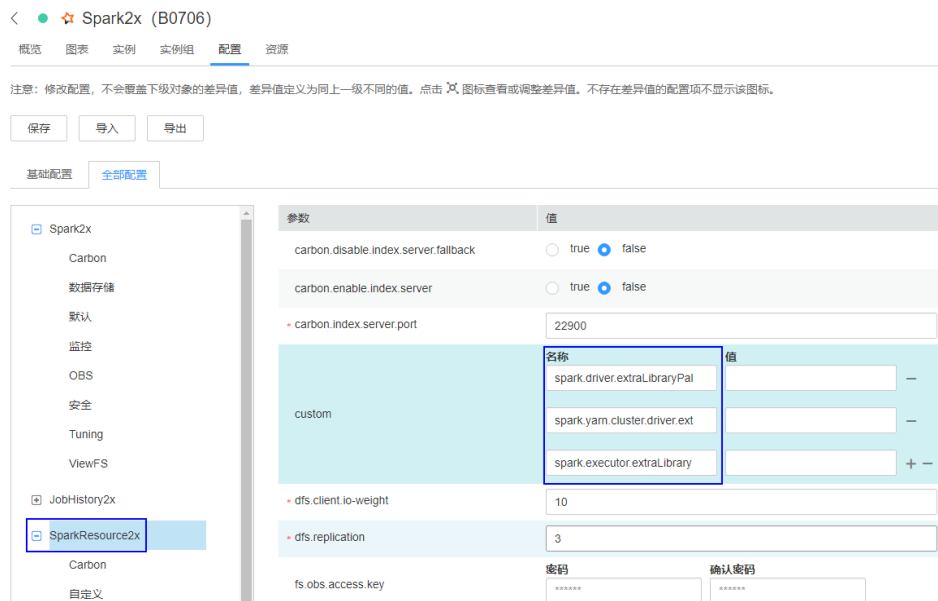 Spark2x（B0706）
概览 图表 实例 实例组 配置 资源
注意：修改配置，不会覆盖下级对象的差异值，差异值定义为同上一级不同的值。点击 图标查看或调整差异值。不存在差异值的配置项不显示该图标。
保存 导入 导出
基础配置 全部配置
Spark2x
Carbon
数据存储
默认
监控
OBS
安全
Tuning
ViewFS
JobHistory2x
SparkResource2x
Carbon
自定义
参数 值
carbon.disable.index.server.fallback true false
carbon.enable.index.server true false
* carbon.index.server.port 22900
custom
名称 值
spark.driver.extraLibraryPal
spark.yarn.cluster.driver.ext
spark.executor.extraLibrary
* dfs.client.io-weight 10
* dfs.replication 3
fs.obs.access.key
密码 确认密码
****** ******